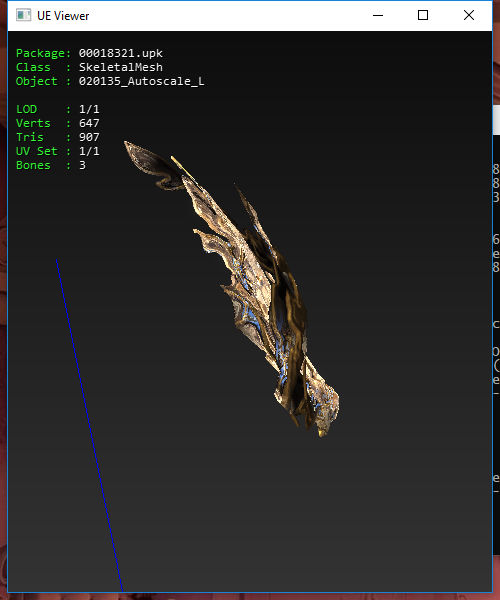 UE Viewer
Package: 00018321.upk
Class : SkeletalMesh
Object : 020135_Autoscale_L
LOD : 1/1
Verts : 647
Tris : 907
UV Set : 1/1
Bones : 3